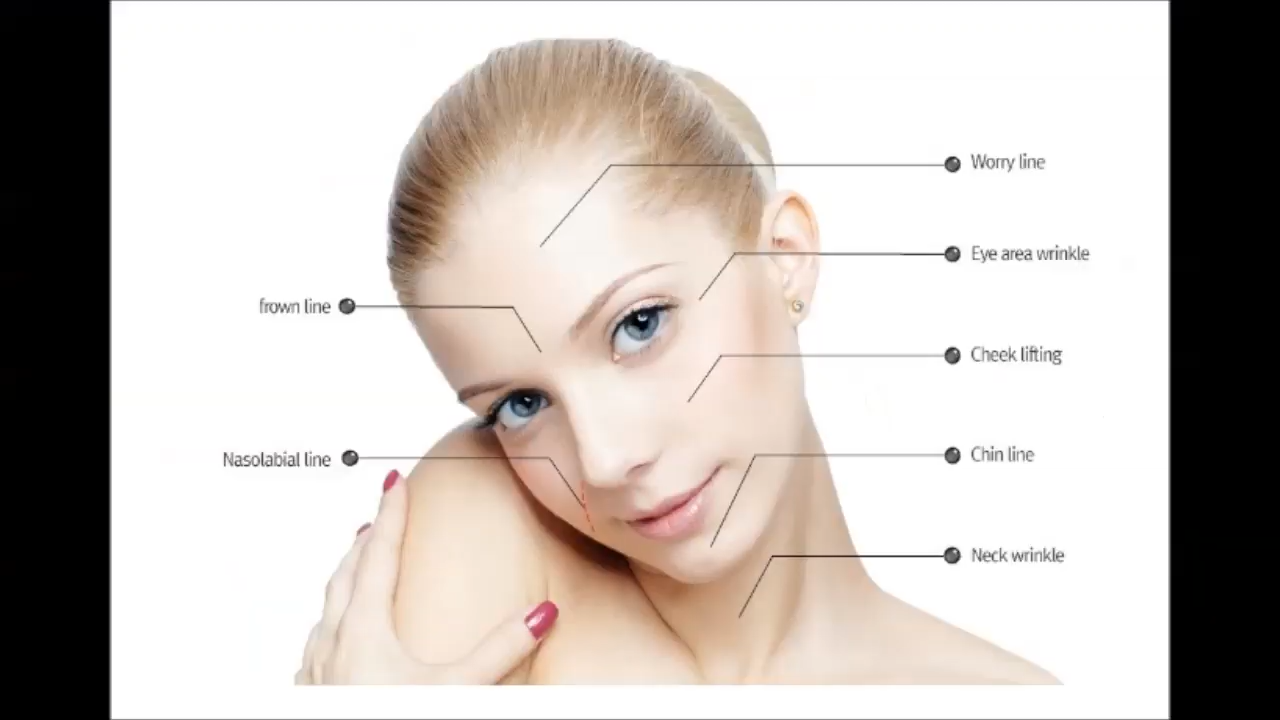 Worry line
Eye area wrinkle
frown line
Cheek lifting
Chin line
Nasolabial line
Neck wrinkle